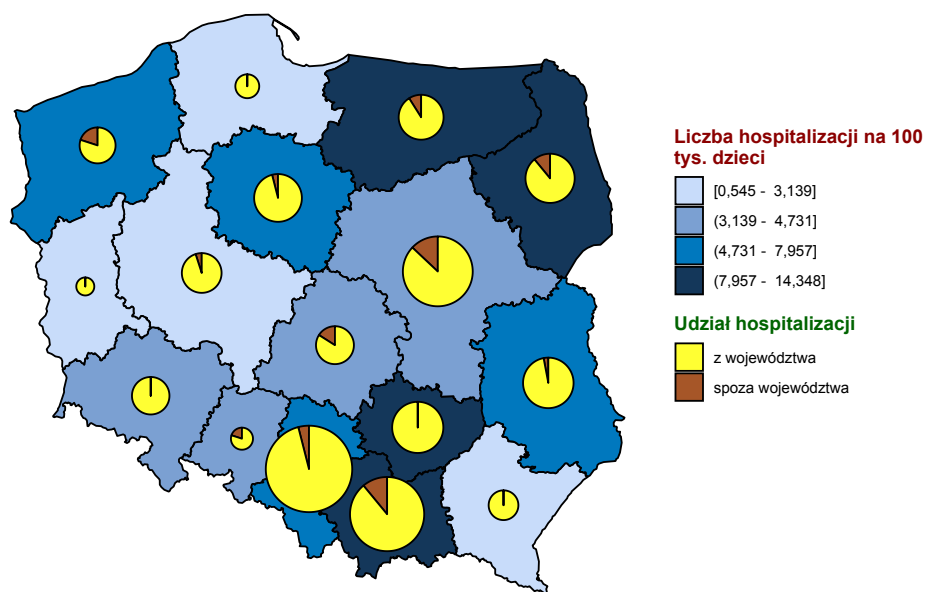 Liczba hospitalizacji na 100
tys. dzieci
[0,545 - 3,139]
(3,139 - 4,731]
(4,731 - 7,957]
(7,957 - 14,348]
Udział hospitalizacji
z województwa
spoza województwa